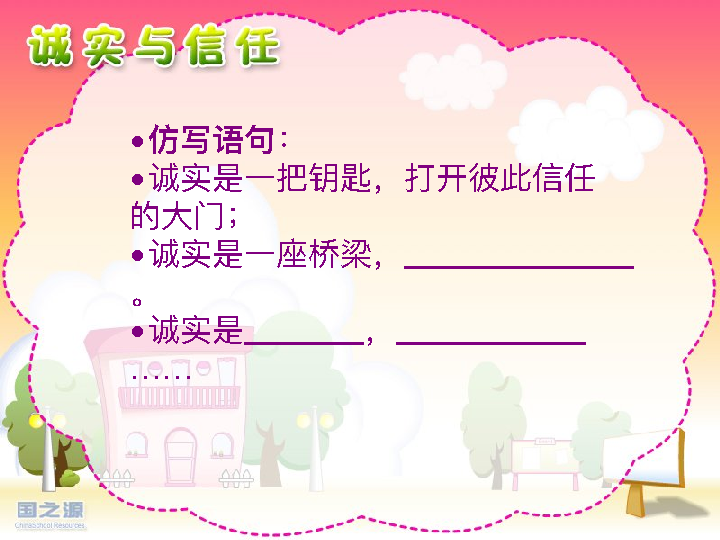 诚实与信任
•仿写语句：
•诚实是一把钥匙，打开彼此信任
的大门；
•诚实是一座桥梁，_______________
。
•诚实是________，____________
……
国之源
ChinaSchool Resources